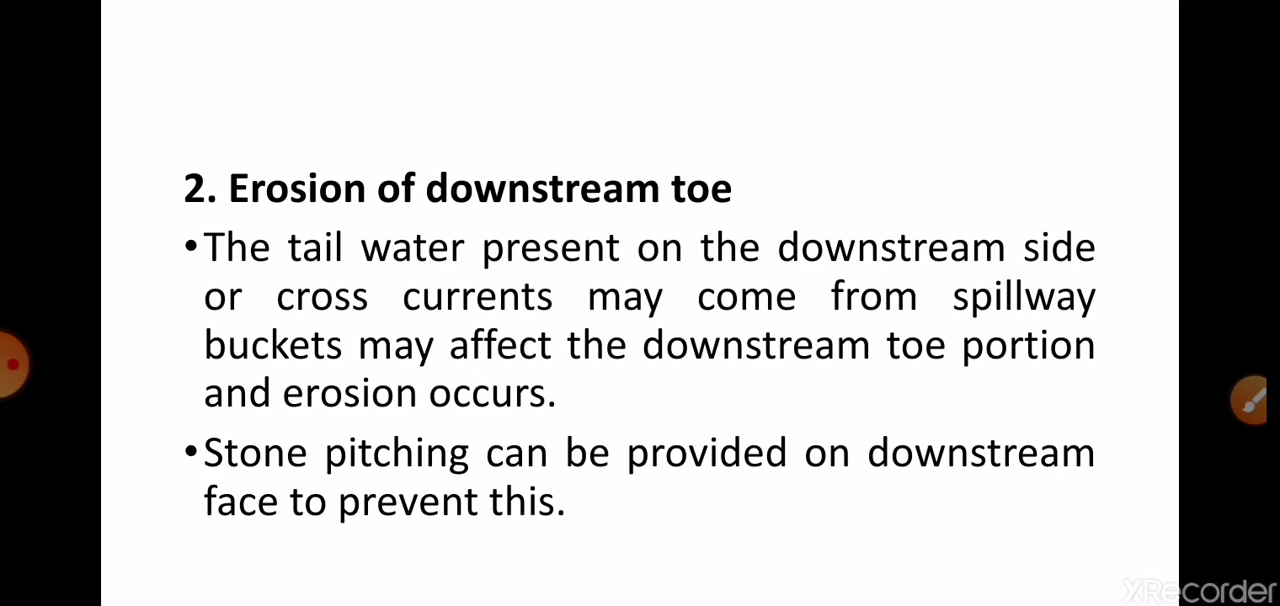 2. Erosion of downstream toe
•The tail water present on the downstream side
or cross currents may come from spillway
buckets may affect the downstream toe portion
and erosion occurs.
•Stone pitching can be provided on downstream
face to prevent this.
XRecorder